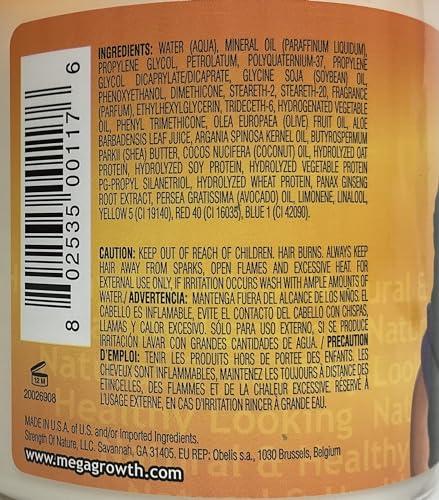 INGREDIENTS: WATER (AQUA), MINERAL OIL (PARAFFINUM LIQUIDUM),
PROPYLENE GLYCOL, PETROLATUM, POLYQUATERNIUM-37, PROPYLENE
GLYCOL DICAPRYLATE/DICAPRATE, GLYCINE SOJA (SOYBEAN) OIL,
PHENOXYETHANOL, DIMETHICONE, STEARETH-2, STEARETH-20, FRAGRANCE
(PARFUM), ETHYLHEXYLGLYCERIN, TRIDECETH-6, HYDROGENATED VEGETABLE
OIL, PHENYL TRIMETHICONE, OLEA EUROPAEA (OLIVE) FRUIT OIL, ALOE
BARBADENSIS LEAF JUICE, ARGANIA SPINOSA KERNEL OIL, BUTYROSPERMUM
PARKII (SHEA) BUTTER, COCOS NUCIFERA (COCONUT) OIL, HYDROLYZED OAT
PROTEIN, HYDROLYZED SOY PROTEIN, HYDROLYZED VEGETABLE PROTEIN
PG-PROPYL SILANETRIOL, HYDROLYZED WHEAT PROTEIN, PANAX GINSENG
ROOT EXTRACT, PERSEA GRATISSIMA (AVOCADO) OIL, LIMONENE, LINALOOL,
YELLOW 5 (CI 19140), RED 40 (CI 16035), BLUE 1 (CI 42090).
CAUTION: KEEP OUT OF REACH OF CHILDREN. HAIR BURNS. ALWAYS KEEP
HAIR AWAY FROM SPARKS, OPEN FLAMES AND EXCESSIVE HEAT. FOR
EXTERNAL USE ONLY, IF IRRITATION OCCURS WASH WITH AMPLE AMOUNTS OF
WATER./ ADVERTENCIA: MANTENGA FUERA DEL ALCANCE DE LOS NIÑOS. EL
CABELLO ES INFLAMABLE, EVITE EL CONTACTO DEL CABELLO CON CHISPAS,
LLAMAS Y CALOR EXCESIVO. SÓLO PARA USO EXTERNO, SI SE PRODUCE
IRRITACIÓN LAVAR CON GRANDES CANTIDADES DE AGUA. / PRECAUTION
D'EMPLOI: TENIR LES PRODUITS HORS DE PORTEE DES ENFANTS. LES
CHEVEUX SONT INFLAMMABLES, MAINTENEZ LES TOUJOURS À DISTANCE DES
ETINCELLES, DES FLAMMES ET DE LA CHALEUR EXCESSIVE. RÉSERVÉ À
L'USAGE EXTERNE, EN CAS D'IRRITATION RINCER À GRANDE EAU.
8 02535 00117 6
12 M
20026908
Healthy Looking
MADE IN U.S.A. of U.S. and/or Imported Ingredients.
Strength Of Nature, LLC. Savannah, GA 31405. EU REP: Obelis s.a., 1030 Brussels, Belgium
www.megagrowth.com